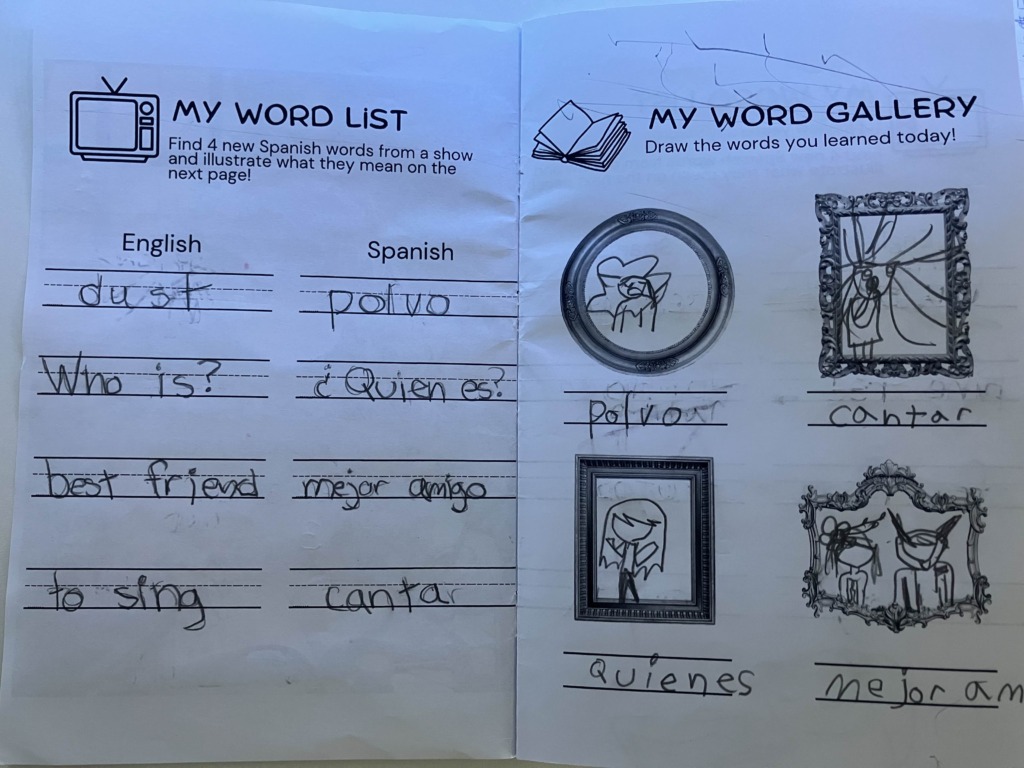 MY WORD LiST
Find 4 new Spanish words from a show
and illustrate what they mean on the
next page!
English
Spanish
dust
polvo
Who is?
¿Quien es?
best friend
mejor amigo
to sing
cantar
MY WORD GALLERY
Draw the words you learned today!
polvo
cantar
Quienes
mejor am